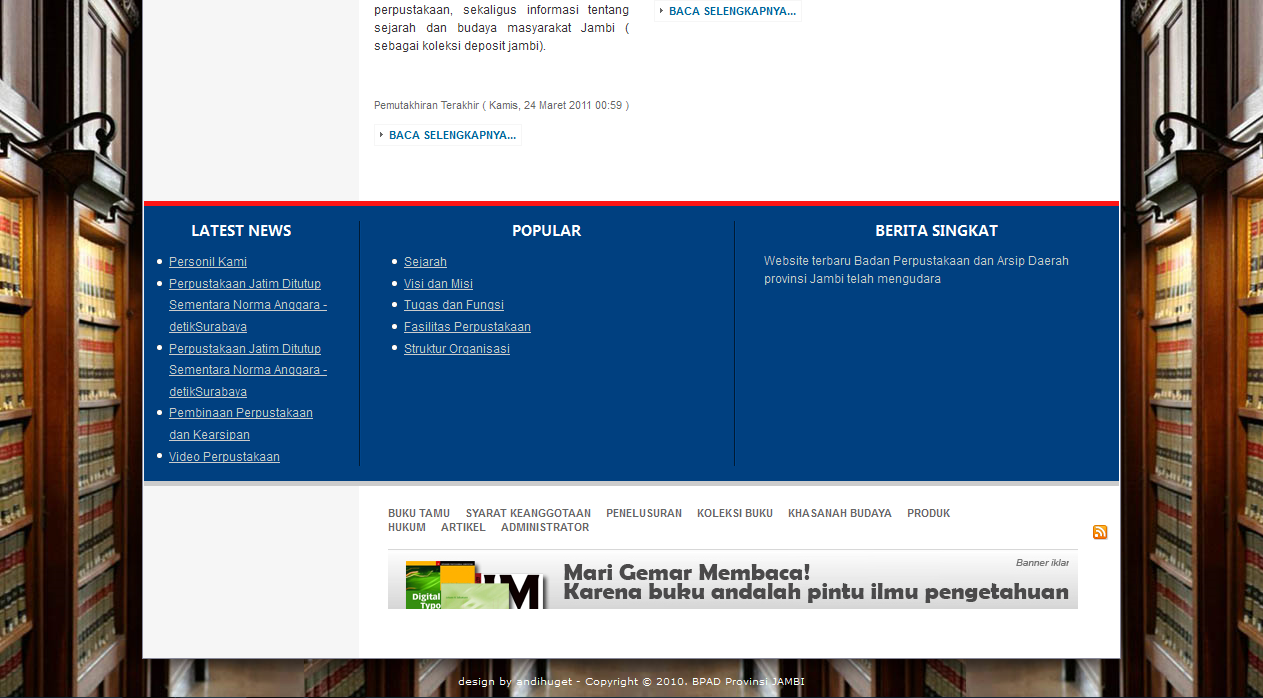 perpustakaan, sekaligus informasi tentang
sejarah dan budaya masyarakat Jambi (
sebagai koleksi deposit jambi).
Pemutakhiran Terakhir ( Kamis, 24 Maret 2011 00:59 )
BACA SELENGKAPNYA...
BACA SELENGKAPNYA...
LATEST NEWS
Personil Kami
Perpustakaan Jatim Ditutup
Sementara Norma Anggara -
detikSurabaya
Perpustakaan Jatim Ditutup
Sementara Norma Anggara -
detikSurabaya
Pembinaan Perpustakaan
dan Kearsipan
Video Perpustakaan
POPULAR
Sejarah
Visi dan Misi
Tugas dan Fungsi
Fasilitas Perpustakaan
Struktur Organisasi
BERITA SINGKAT
Website terbaru Badan Perpustakaan dan Arsip Daerah
provinsi Jambi telah mengudara
BUKU TAMU SYARAT KEANGGOTAAN PENELUSURAN KOLEKSI BUKU KHASANAH BUDAYA PRODUK
HUKUM ARTIKEL ADMINISTRATOR
Banner iklan
Digital
Typo
Mari Gemar Membaca!
Karena buku andalah pintu ilmu pengetahuan
design by andihuget - Copyright © 2010. BPAD Provinsi JAMBI